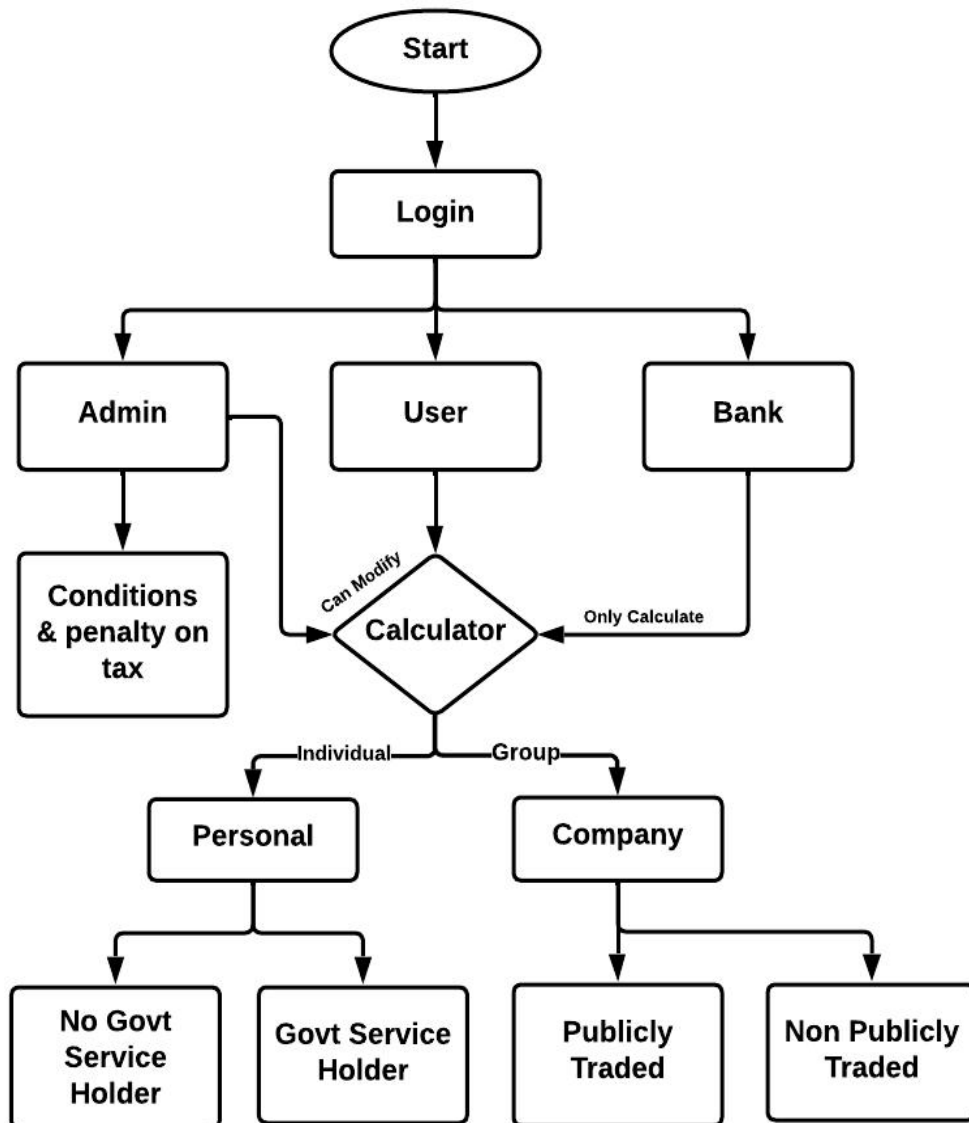 Start
Login
Admin
User
Bank
Conditions
& penalty on
tax
Can Modify
Calculator
Only Calculate
Individual
Group
Personal
Company
No Govt
Service
Holder
Govt Service
Holder
Publicly
Traded
Non Publicly
Traded